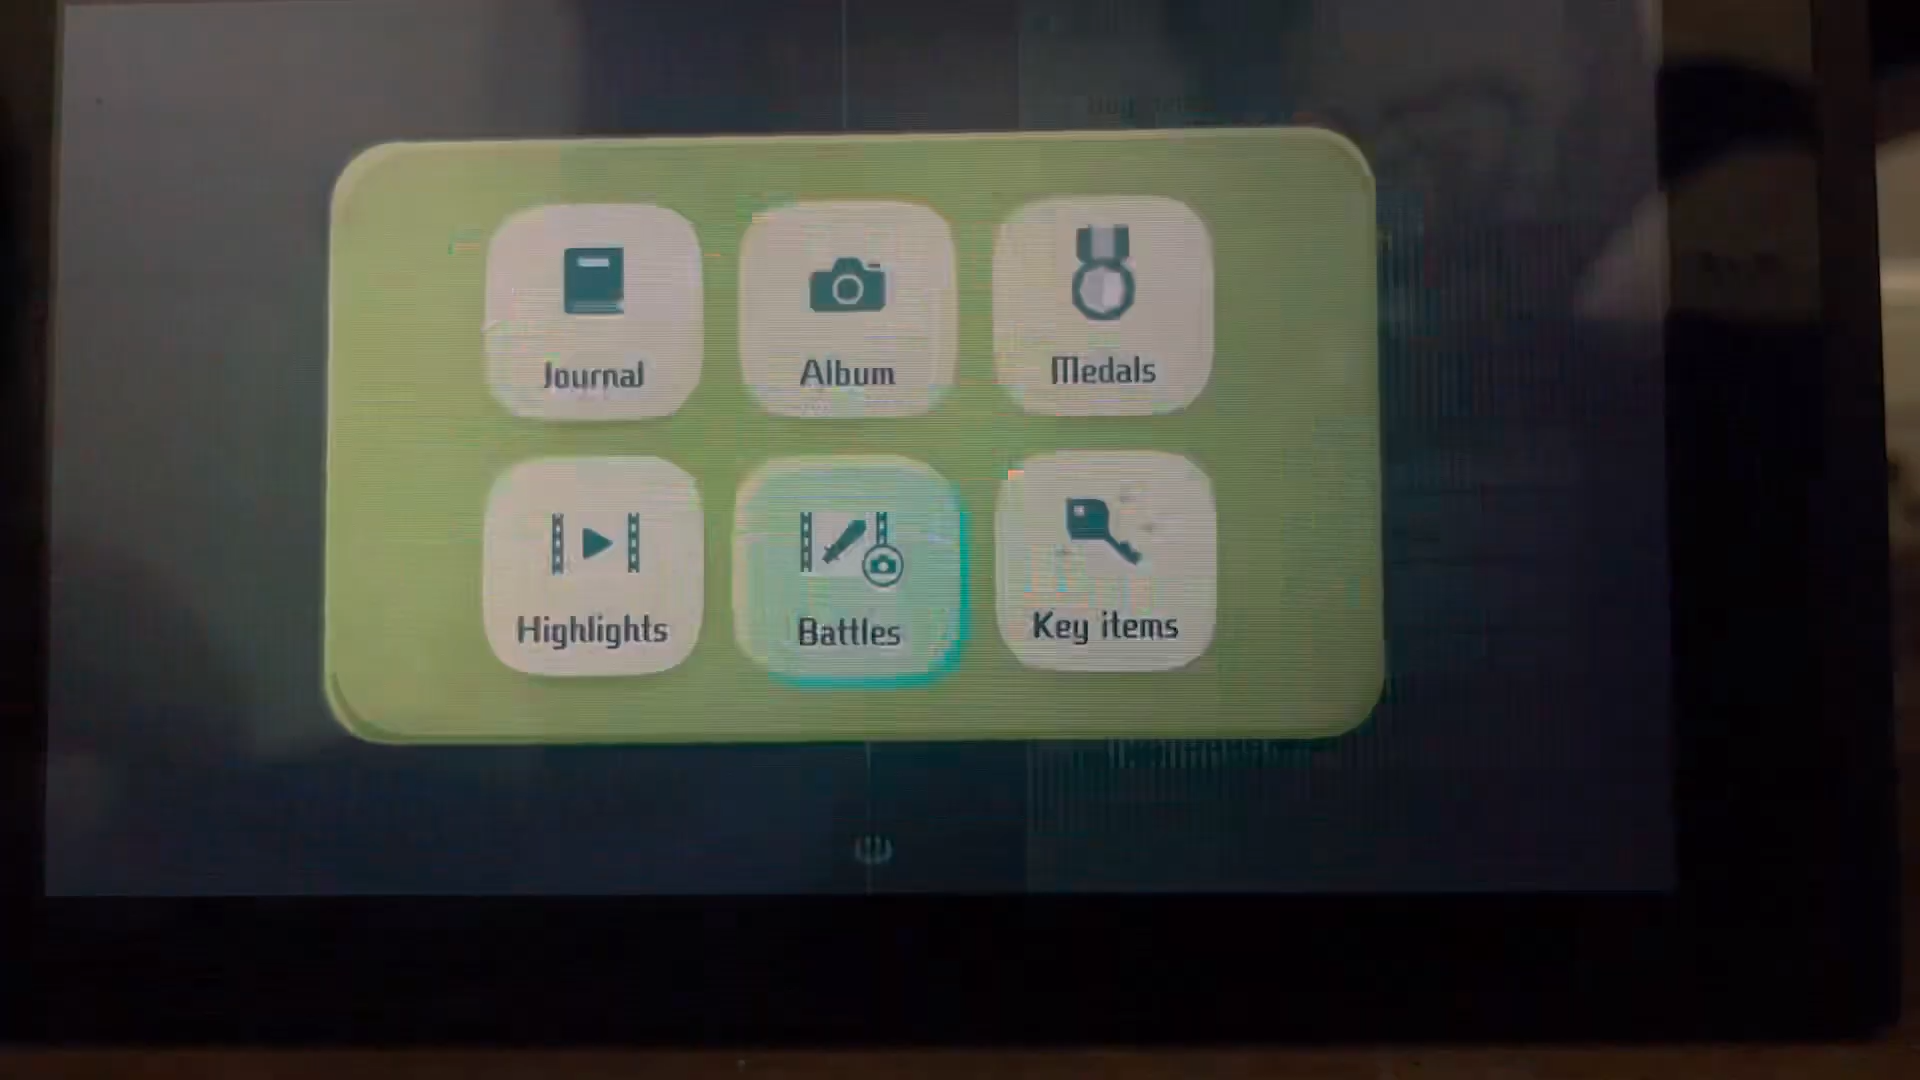 Journal
Album
Medals
Highlights
Battles
Key items